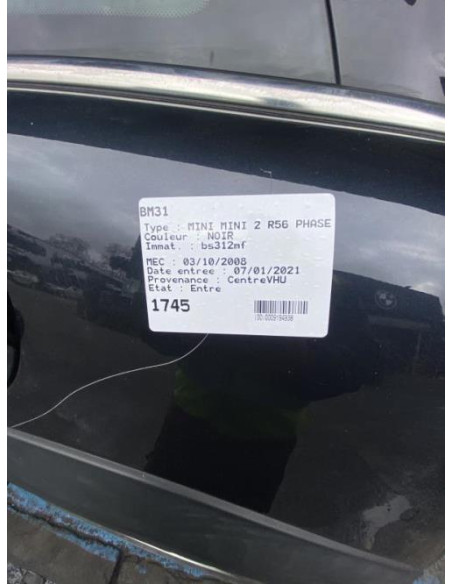 BM31
Type : MINI MINI 2 R56 PHASE
Couleur : NOIR
Immat. : bs312mf
MEC : 03/10/2008
Date entree : 07/01/2021
Provenance : CentreVHU
Etat : Entre
1745